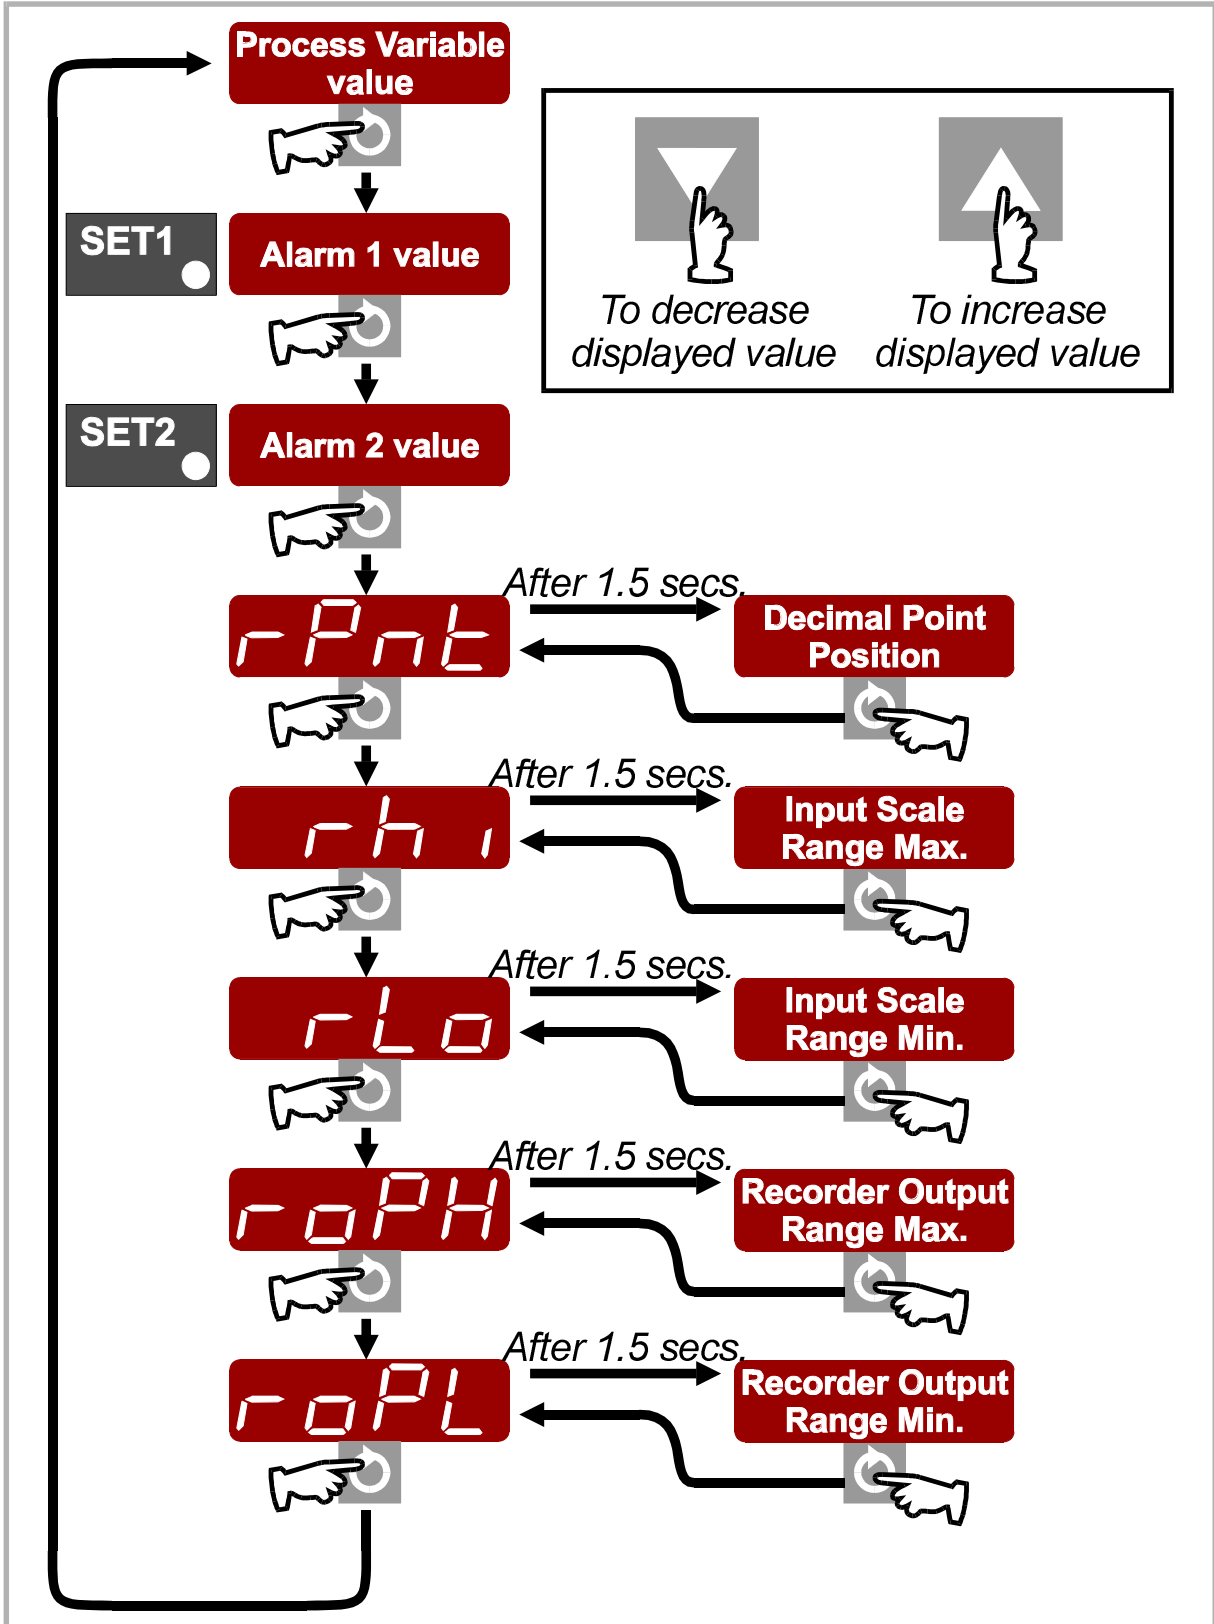 Process Variable
value
To decrease
displayed value
To increase
displayed value
SET1
Alarm 1 value
SET2
Alarm 2 value
rPnt
After 1.5 secs.
Decimal Point
Position
rhi
After 1.5 secs.
Input Scale
Range Max.
rLo
After 1.5 secs.
Input Scale
Range Min.
roPH
After 1.5 secs.
Recorder Output
Range Max.
roPL
After 1.5 secs.
Recorder Output
Range Min.